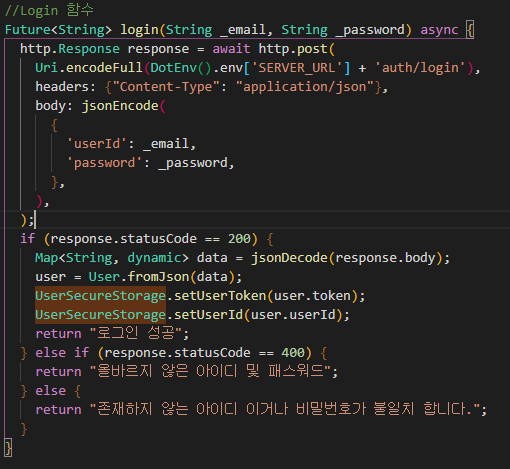 //Login 함수
Future<String> login(String _email, String _password) async {
  http.Response response = await http.post(
    Uri.encodeFull(DotEnv().env['SERVER_URL'] + 'auth/login'),
    headers: {"Content-Type": "application/json"},
    body: jsonEncode(
      {
        'userId': _email,
        'password': _password,
      },
    ),
  );
  if (response.statusCode == 200) {
    Map<String, dynamic> data = jsonDecode(response.body);
    user = User.fromJson(data);
    UserSecureStorage.setUserToken(user.token);
    UserSecureStorage.setUserId(user.userId);
    return "로그인 성공";
  } else if (response.statusCode == 400) {
    return "올바르지 않은 아이디 및 패스워드";
  } else {
    return "존재하지 않는 아이디 이거나 비밀번호가 불일치 합니다.";
  }
}